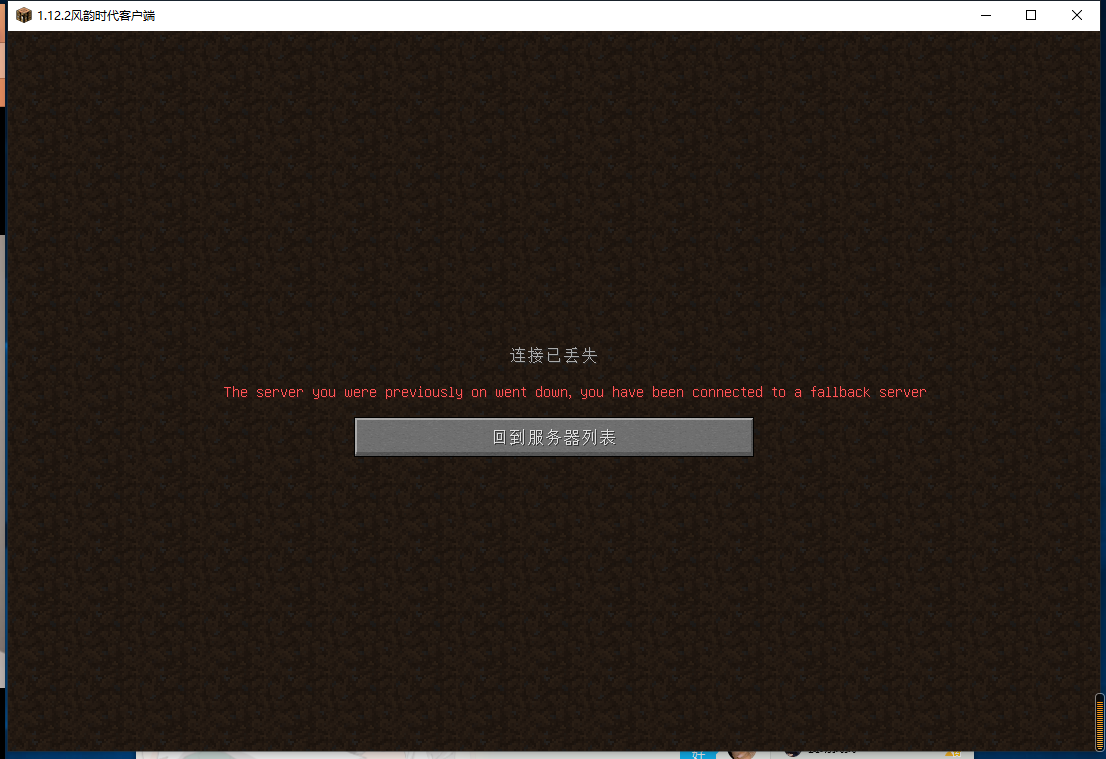 1.12.2风韵时代客户端
连接已丢失
The server you were previously on went down, you have been connected to a fallback server
回到服务器列表